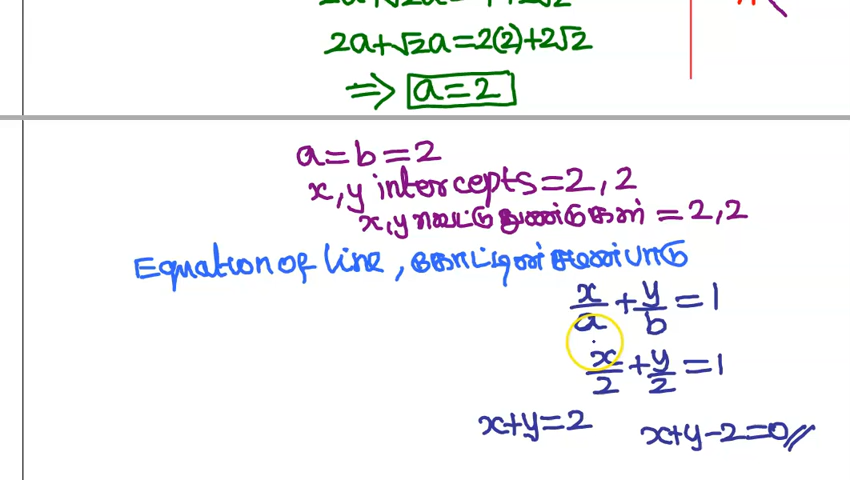 2a+√2a=2(2)+2√2
⇒ a=2
a=b=2
x,y intercepts=2,2
x,y வெட்டுத்துண்டுகள் =2,2
Equation of line, கோட்டின் சமன்பாடு
x/a+y/b=1
x/2+y/2=1
x+y=2 x+y-2=0//